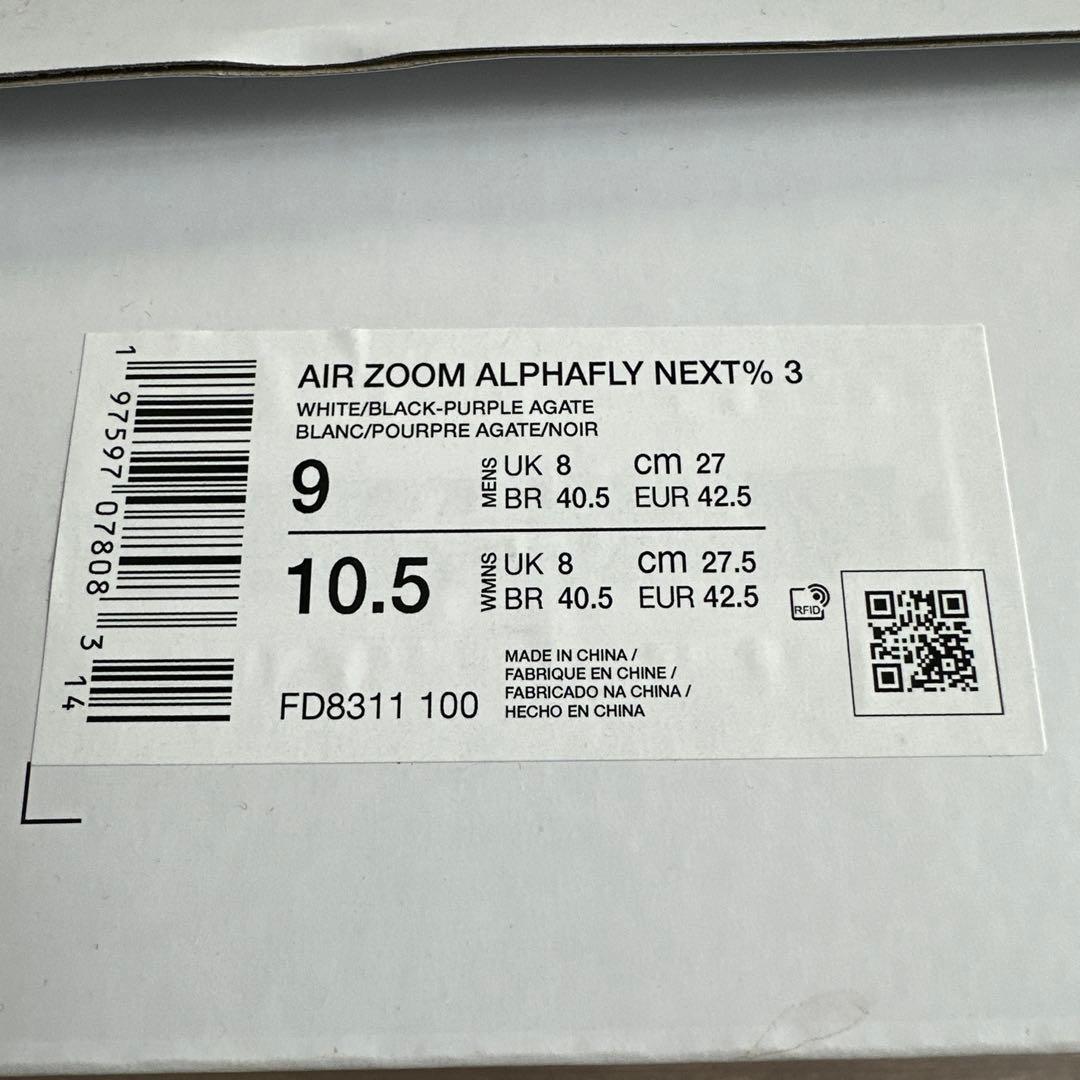 1 97597 07808 3 14
AIR ZOOM ALPHAFLY NEXT% 3
WHITE/BLACK-PURPLE AGATE
BLANC/POURPRE AGATE/NOIR
9 MENS UK 8 cm 27
BR 40.5 EUR 42.5
10.5 WMNS UK 8 cm 27.5
BR 40.5 EUR 42.5
RFID
MADE IN CHINA /
FABRIQUE EN CHINE /
FABRICADO NA CHINA /
HECHO EN CHINA
FD8311 100